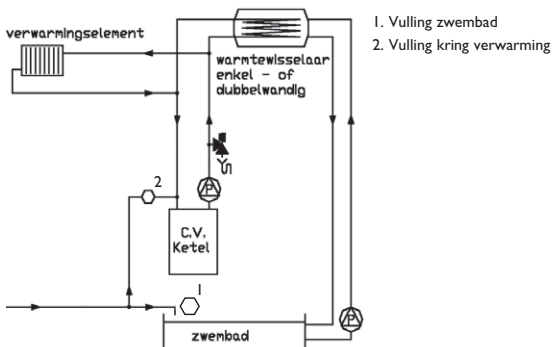 verwarmingselement
warmtewisselaar
enkel - of
dubbelwandig
1. Vulling zwembad
2. Vulling kring verwarming
2
P
C.V.
Ketel
1
P
zwembad